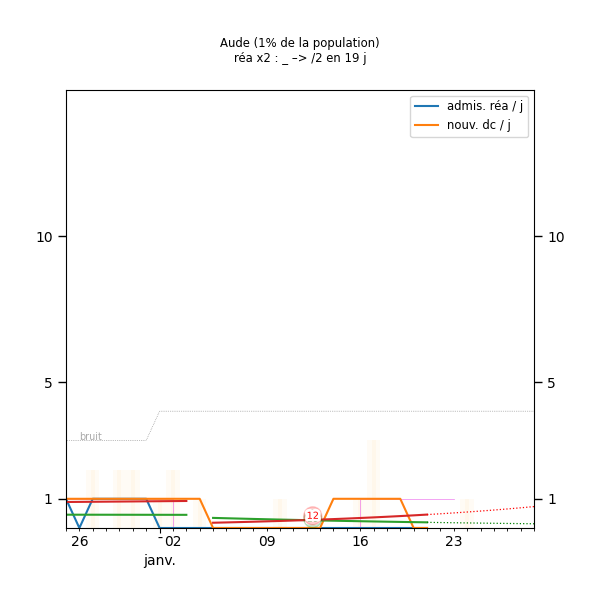 Aude (1% de la population)
réa x2 : _ –> /2 en 19 j
admis. réa / j
nouv. dc / j
10
10
5
5
bruit
1
1
12
26
-
02
09
16
23
janv.